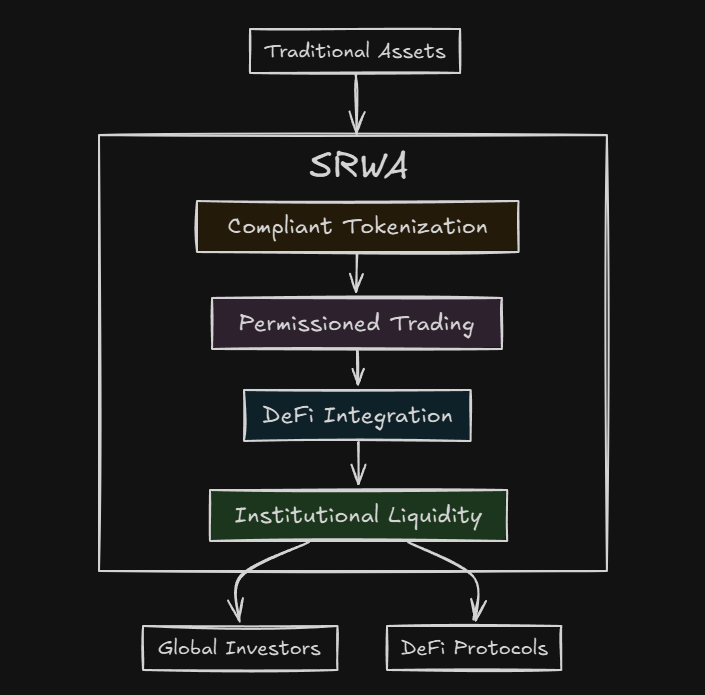 Traditional Assets
SRWA
Compliant Tokenization
Permissioned Trading
DeFi Integration
Institutional Liquidity
Global Investors
DeFi Protocols